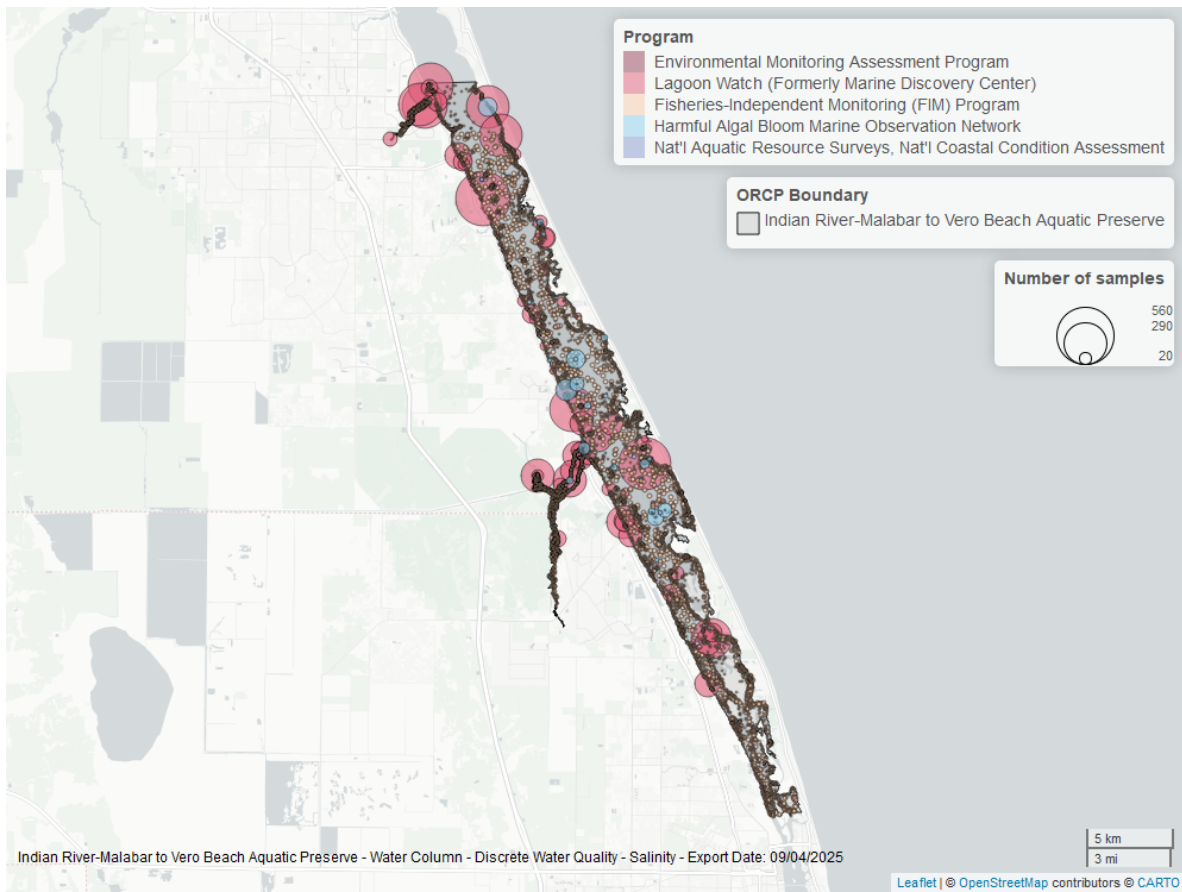 Program
Environmental Monitoring Assessment Program
Lagoon Watch (Formerly Marine Discovery Center)
Fisheries-Independent Monitoring (FIM) Program
Harmful Algal Bloom Marine Observation Network
Nat'l Aquatic Resource Surveys, Nat'l Coastal Condition Assessment
ORCP Boundary
Indian River-Malabar to Vero Beach Aquatic Preserve
Number of samples
560
290
20
5 km
3 mi
Indian River-Malabar to Vero Beach Aquatic Preserve - Water Column - Discrete Water Quality - Salinity - Export Date: 09/04/2025
Leaflet | © OpenStreetMap contributors © CARTO